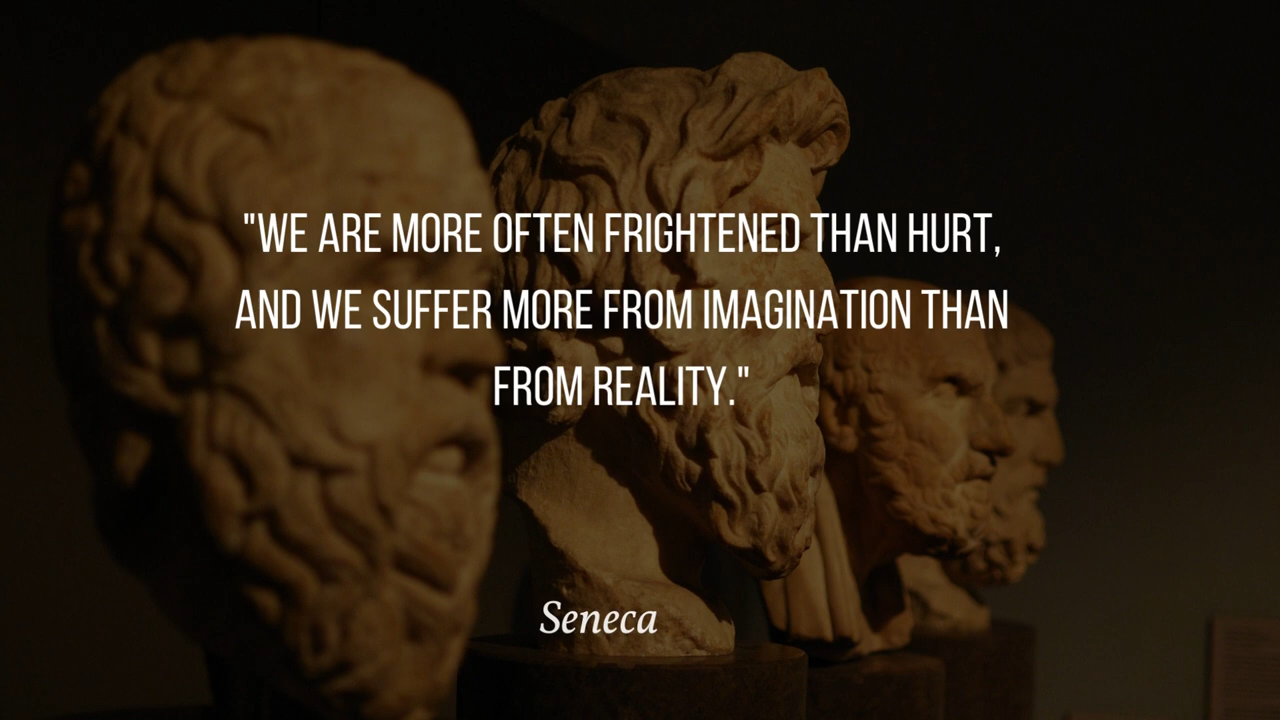 "WE ARE MORE OFTEN FRIGHTENED THAN HURT,
AND WE SUFFER MORE FROM IMAGINATION THAN
FROM REALITY."
Seneca